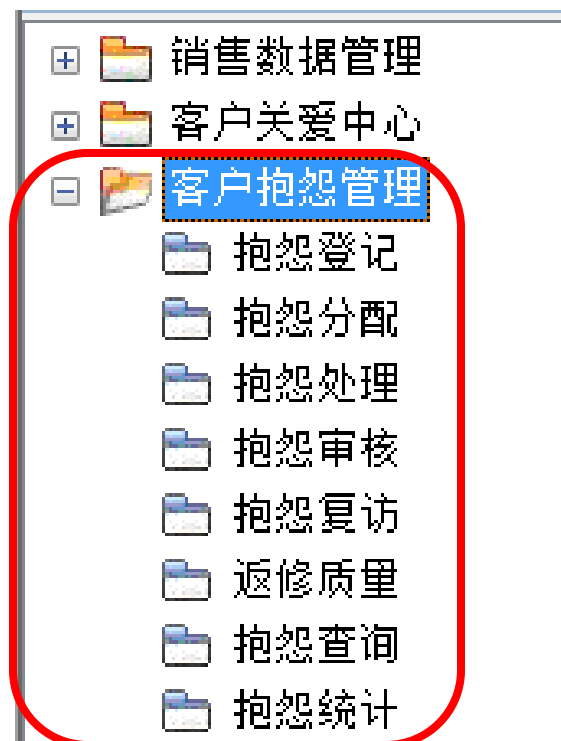 销售数据管理
客户关爱中心
客户抱怨管理
抱怨登记
抱怨分配
抱怨处理
抱怨审核
抱怨复访
返修质量
抱怨查询
抱怨统计